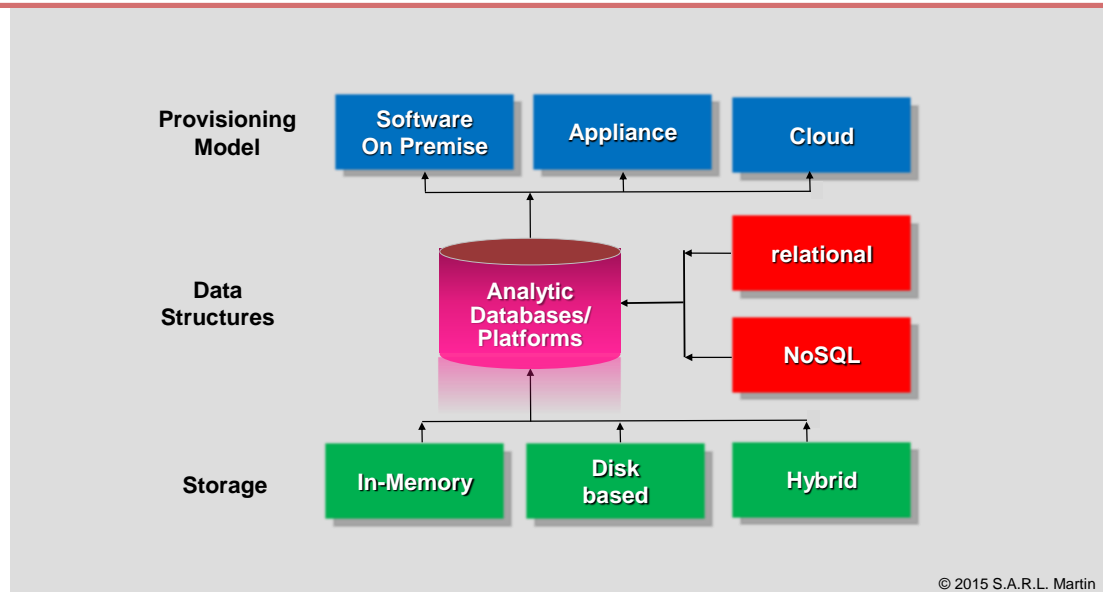 Provisioning
Model
Software
On Premise
Appliance
Cloud
Data
Structures
Analytic
Databases/
Platforms
relational
NoSQL
Storage
In-Memory
Disk
based
Hybrid
© 2015 S.A.R.L. Martin